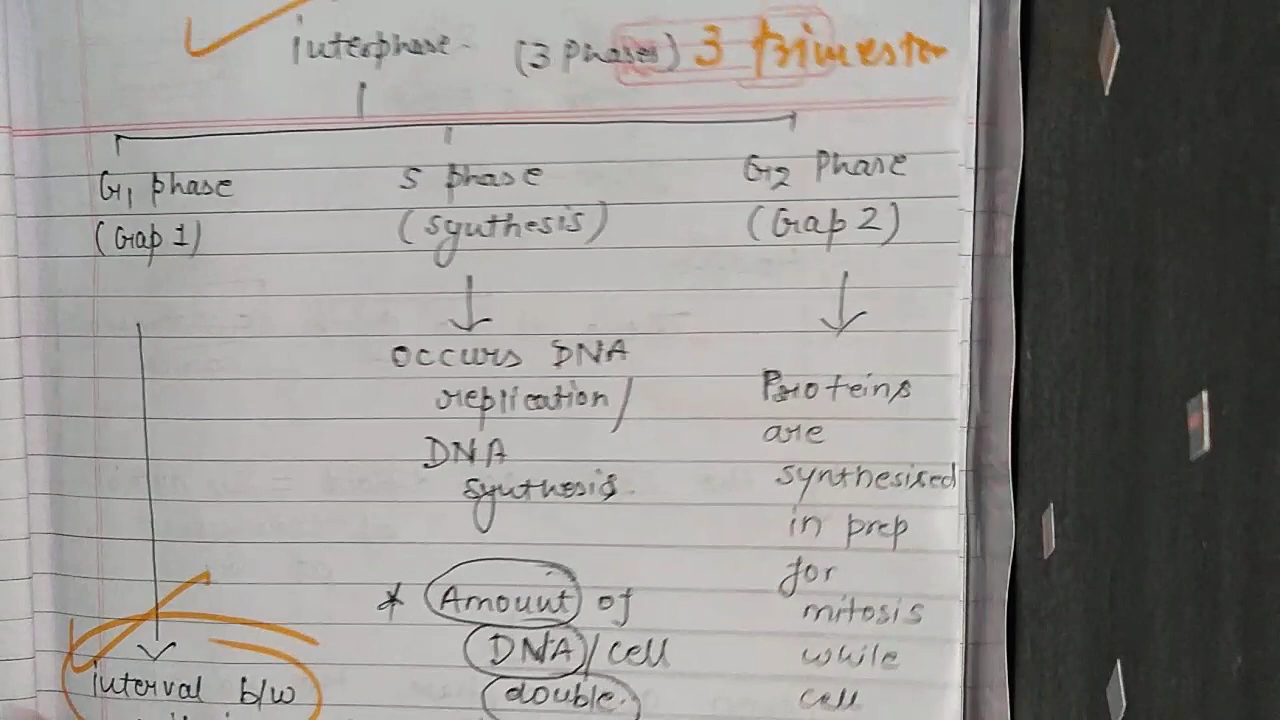 interphase. (3 phases) 3 trimester
G1 phase
(Gap 1)
S phase
(synthesis)
G2 Phase
(Gap 2)
occurs DNA
replication/
DNA
synthesis.
* Amount of
DNA/cell
double.
Proteins
are
synthesised
in prep
for
mitosis
while
cell
interval b/w